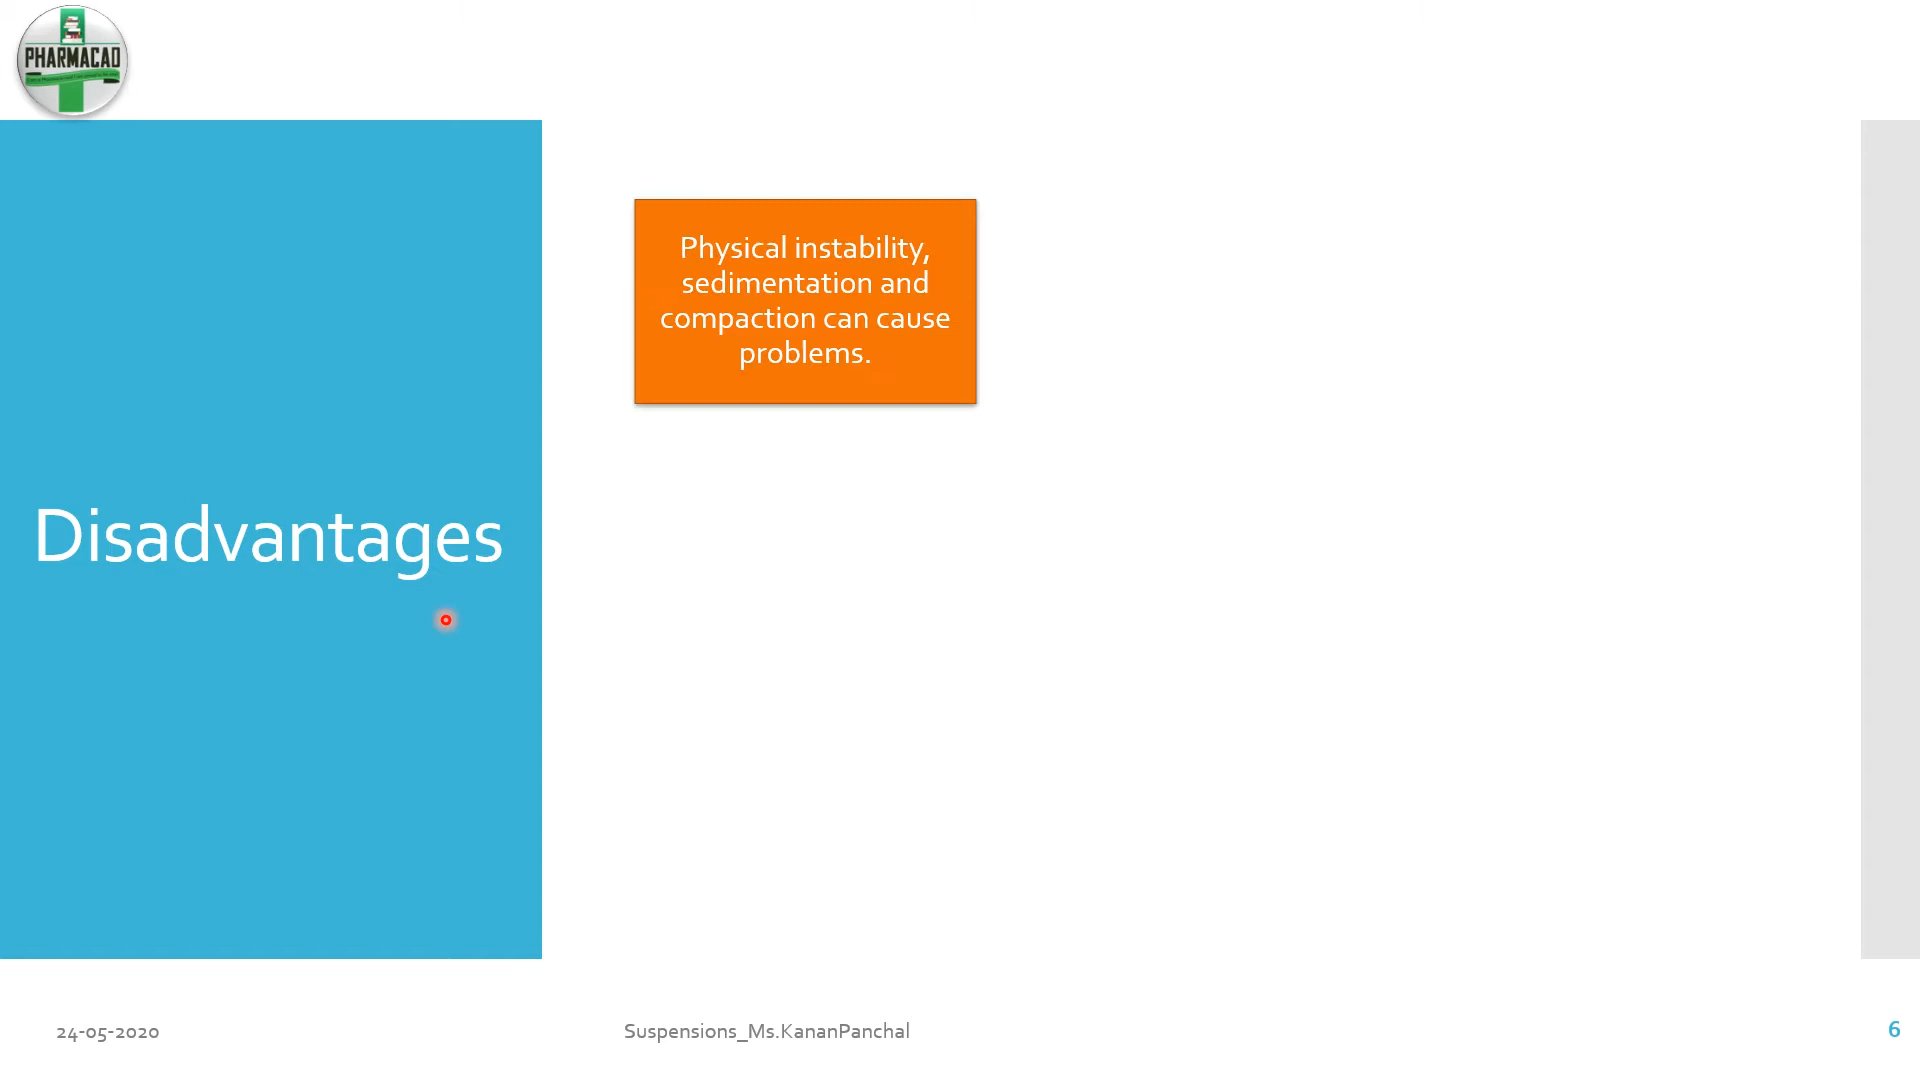 PHARMACAD
Disadvantages
Physical instability,
sedimentation and
compaction can cause
problems.
24-05-2020
Suspensions_Ms.KananPanchal
6